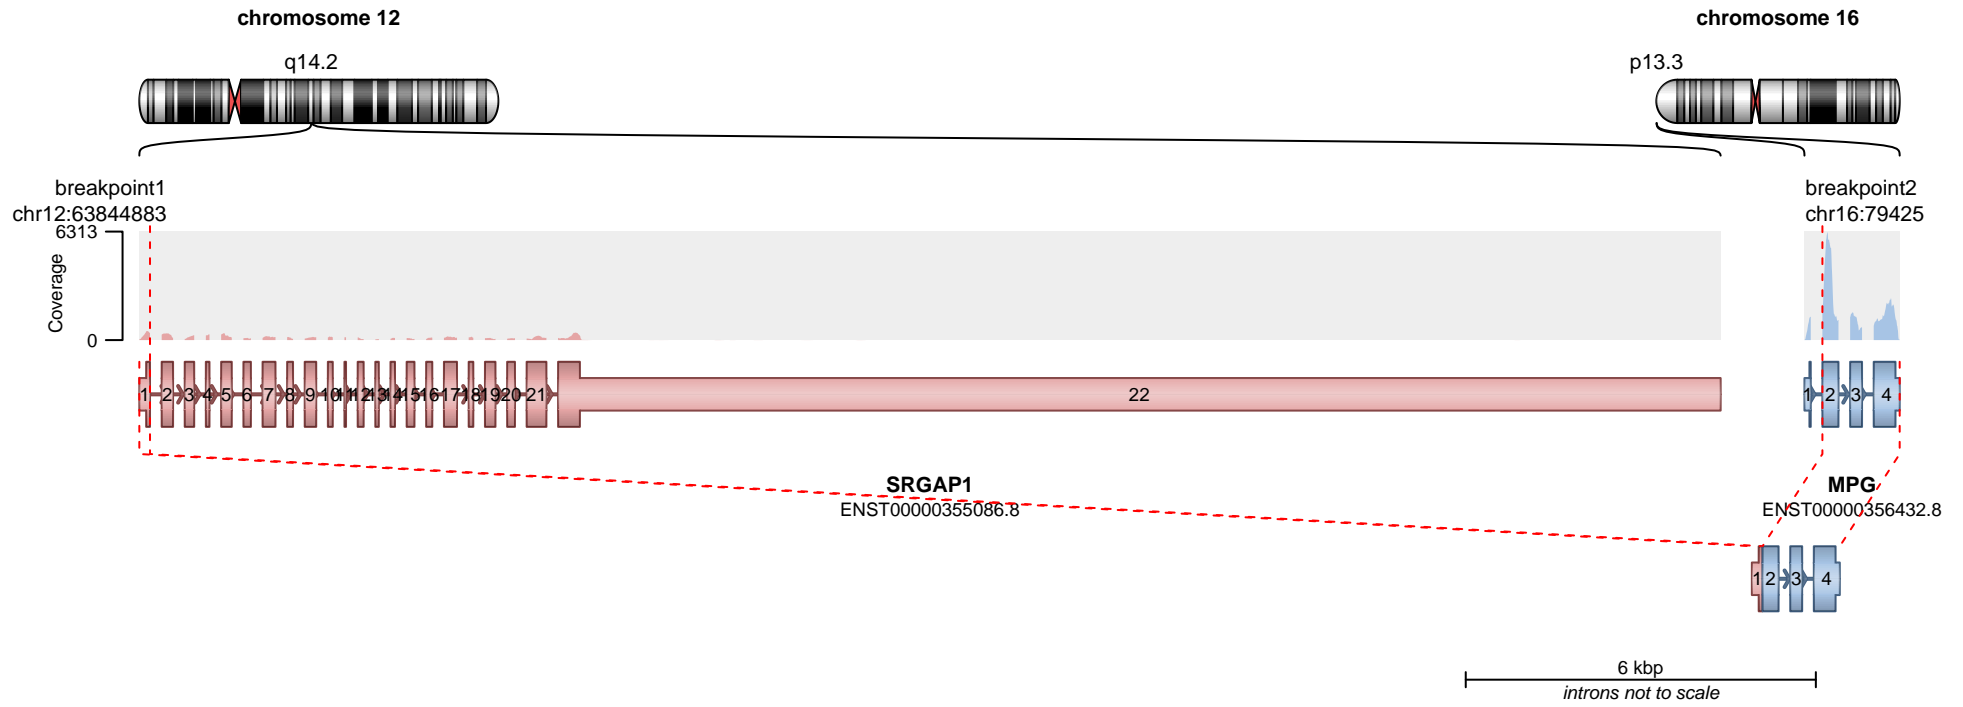 chromosome 12
chromosome 16
q14.2
p13.3
breakpoint1
chr12:63844883
breakpoint2
chr16:79425
6313
Coverage
0
1 2 3 4 5 6 7 8 9 10 11 12 13 14 15 16 17 18 19 20 21 22
1 2 3 4
SRGAP1
ENST00000355086.8
MPG
ENST00000356432.8
1 2 3 4
6 kbp
introns not to scale